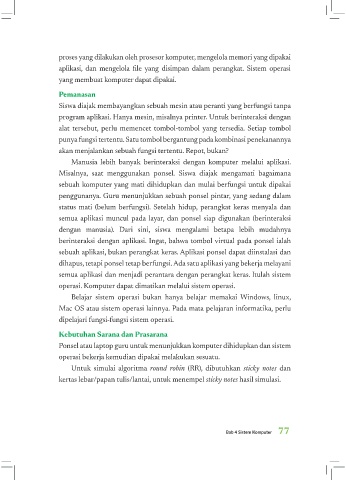 proses yang dilakukan oleh prosesor komputer, mengelola memori yang dipakai
aplikasi, dan mengelola file yang disimpan dalam perangkat. Sistem operasi
yang membuat komputer dapat dipakai.
Pemanasan
Siswa diajak membayangkan sebuah mesin atau peranti yang berfungsi tanpa
program aplikasi. Hanya mesin, misalnya printer. Untuk berinteraksi dengan
alat tersebut, perlu memencet tombol-tombol yang tersedia. Setiap tombol
punya fungsi tertentu. Satu tombol bergantung pada kombinasi penekanannya
akan menjalankan sebuah fungsi tertentu. Repot, bukan?
Manusia lebih banyak berinteraksi dengan komputer melalui aplikasi.
Misalnya, saat menggunakan ponsel. Siswa diajak mengamati bagaimana
sebuah komputer yang mati dihidupkan dan mulai berfungsi untuk dipakai
penggunanya. Guru menunjukkan sebuah ponsel pintar, yang sedang dalam
status mati (belum berfungsi). Setelah hidup, perangkat keras menyala dan
semua aplikasi muncul pada layar, dan ponsel siap digunakan (berinteraksi
dengan manusia). Dari sini, siswa mengalami betapa lebih mudahnya
berinteraksi dengan aplikasi. Ingat, bahwa tombol virtual pada ponsel ialah
sebuah aplikasi, bukan perangkat keras. Aplikasi ponsel dapat diinstalasi dan
dihapus, tetapi ponsel tetap berfungsi. Ada satu aplikasi yang bekerja melayani
semua aplikasi dan menjadi perantara dengan perangkat keras. Itulah sistem
operasi. Komputer dapat dimatikan melalui sistem operasi.
Belajar sistem operasi bukan hanya belajar memakai Windows, linux,
Mac OS atau sistem operasi lainnya. Pada mata pelajaran informatika, perlu
dipelajari fungsi-fungsi sistem operasi.
Kebutuhan Sarana dan Prasarana
Ponsel atau laptop guru untuk menunjukkan komputer dihidupkan dan sistem
operasi bekerja kemudian dipakai melakukan sesuatu.
Untuk simulai algoritma round robin (RR), dibutuhkan sticky notes dan
kertas lebar/papan tulis/lantai, untuk menempel sticky notes hasil simulasi.
Bab 4 Sistem Komputer 77